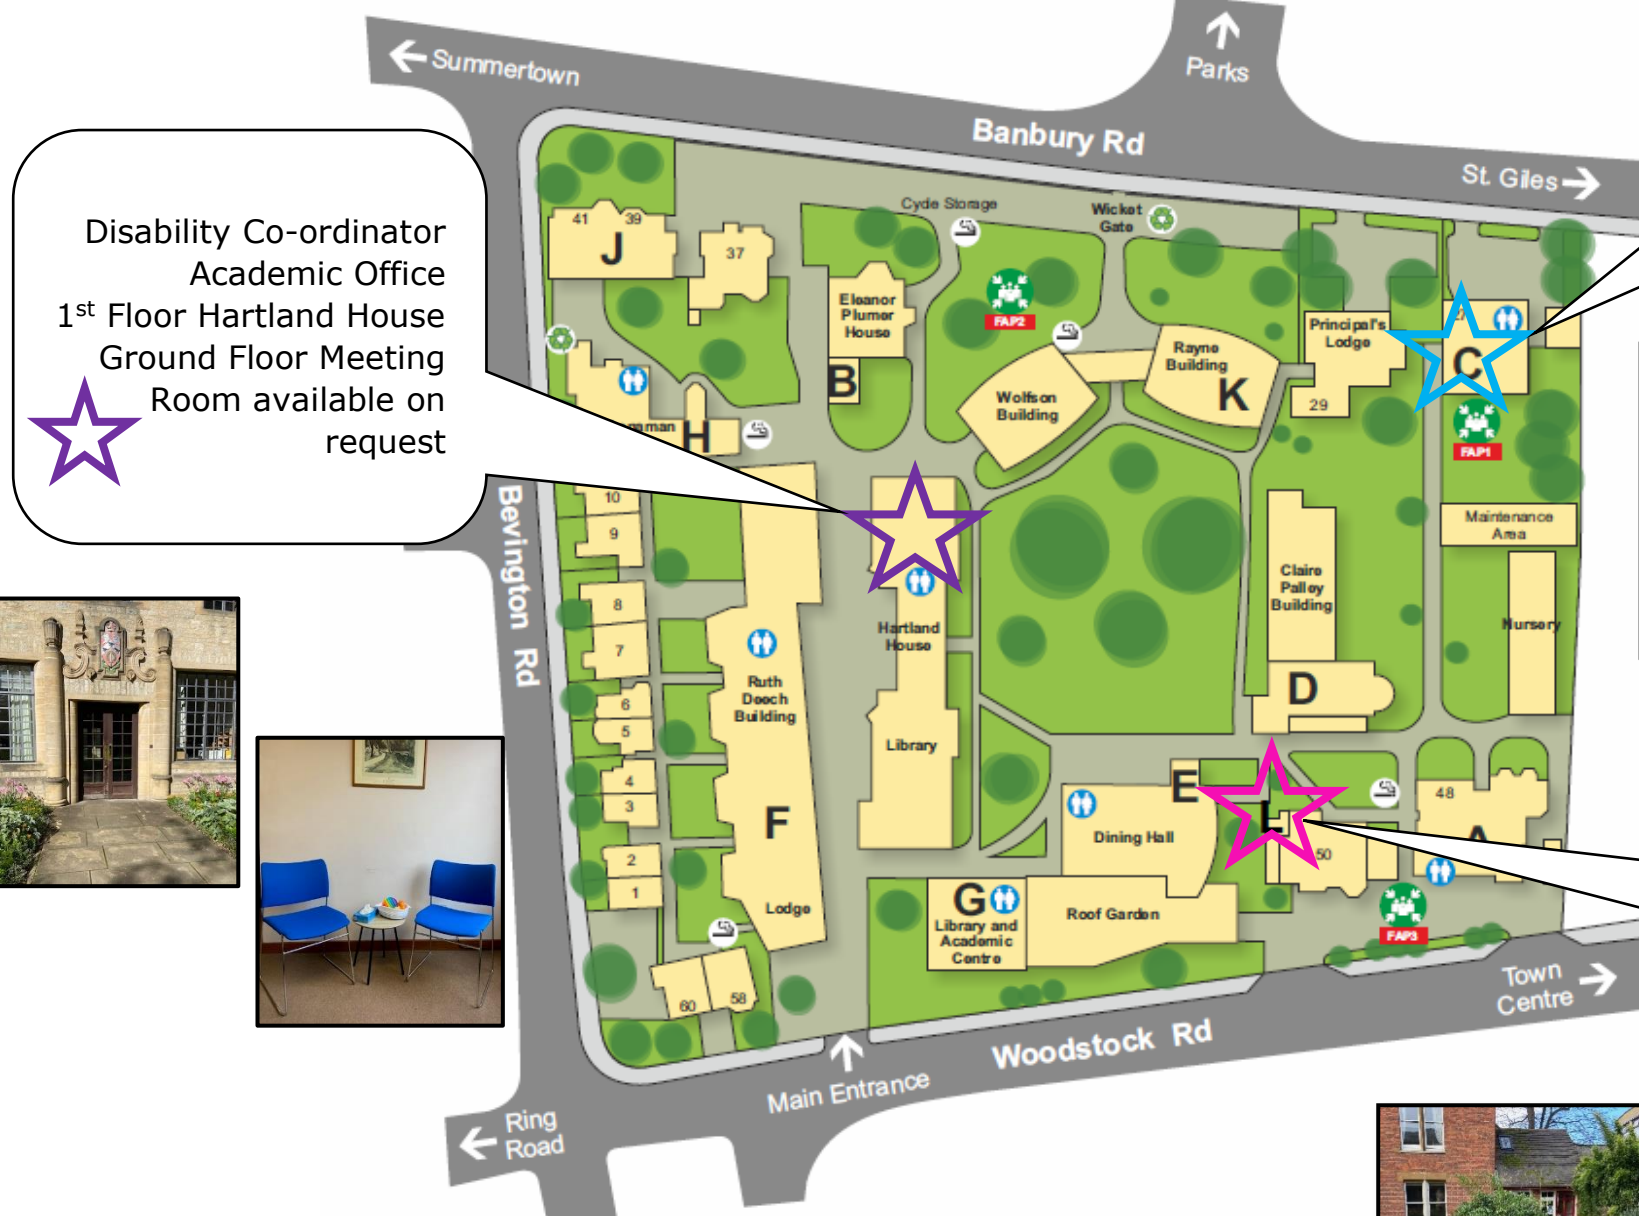 Summertown
Parks
Banbury Rd
St. Giles
Disability Co-ordinator
Academic Office
1st Floor Hartland House
Ground Floor Meeting
Room available on
request
Cycle Storage
Wicket
Gate
41
39
J
37
Eleanor
Plumer
House
B
FAP2
Principal's
Lodge
29
Rayne
Building
K
Wolfson
Building
C
FAP1
H
10
9
8
7
6
5
4
3
2
1
Bevington Rd
Maintenance
Area
Nursery
Claire
Palley
Building
D
Hartland
House
Library
Ruth
Deech
Building
F
Lodge
E
Dining Hall
L
50
48
A
G
Library and
Academic
Centre
Roof Garden
FAP3
60
58
Town
Centre
Woodstock Rd
Main Entrance
Ring
Road